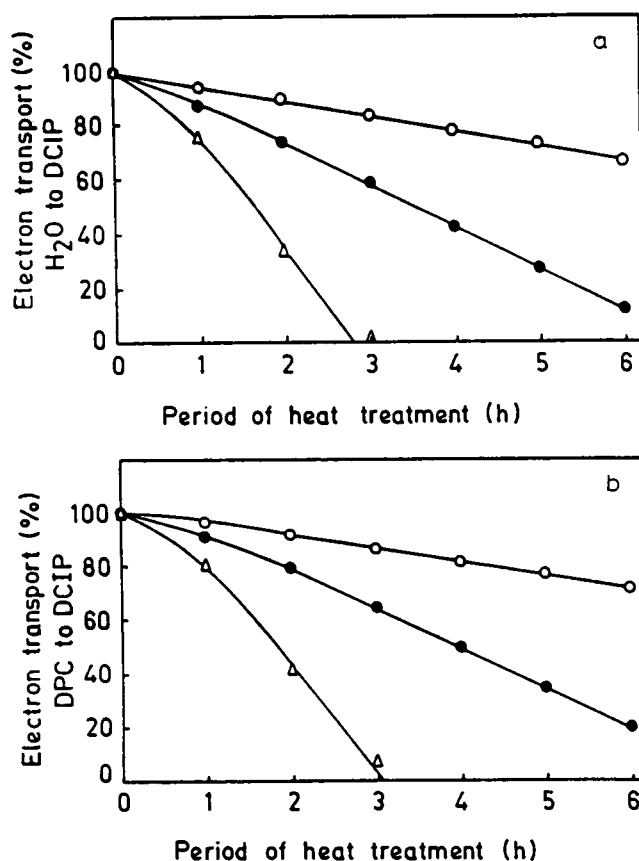 a
Electron transport (%)
H₂O to DCIP
100
80
60
40
20
0
0 1 2 3 4 5 6
Period of heat treatment (h)
b
Electron transport (%)
DPC to DCIP
100
80
60
40
20
0
0 1 2 3 4 5 6
Period of heat treatment (h)